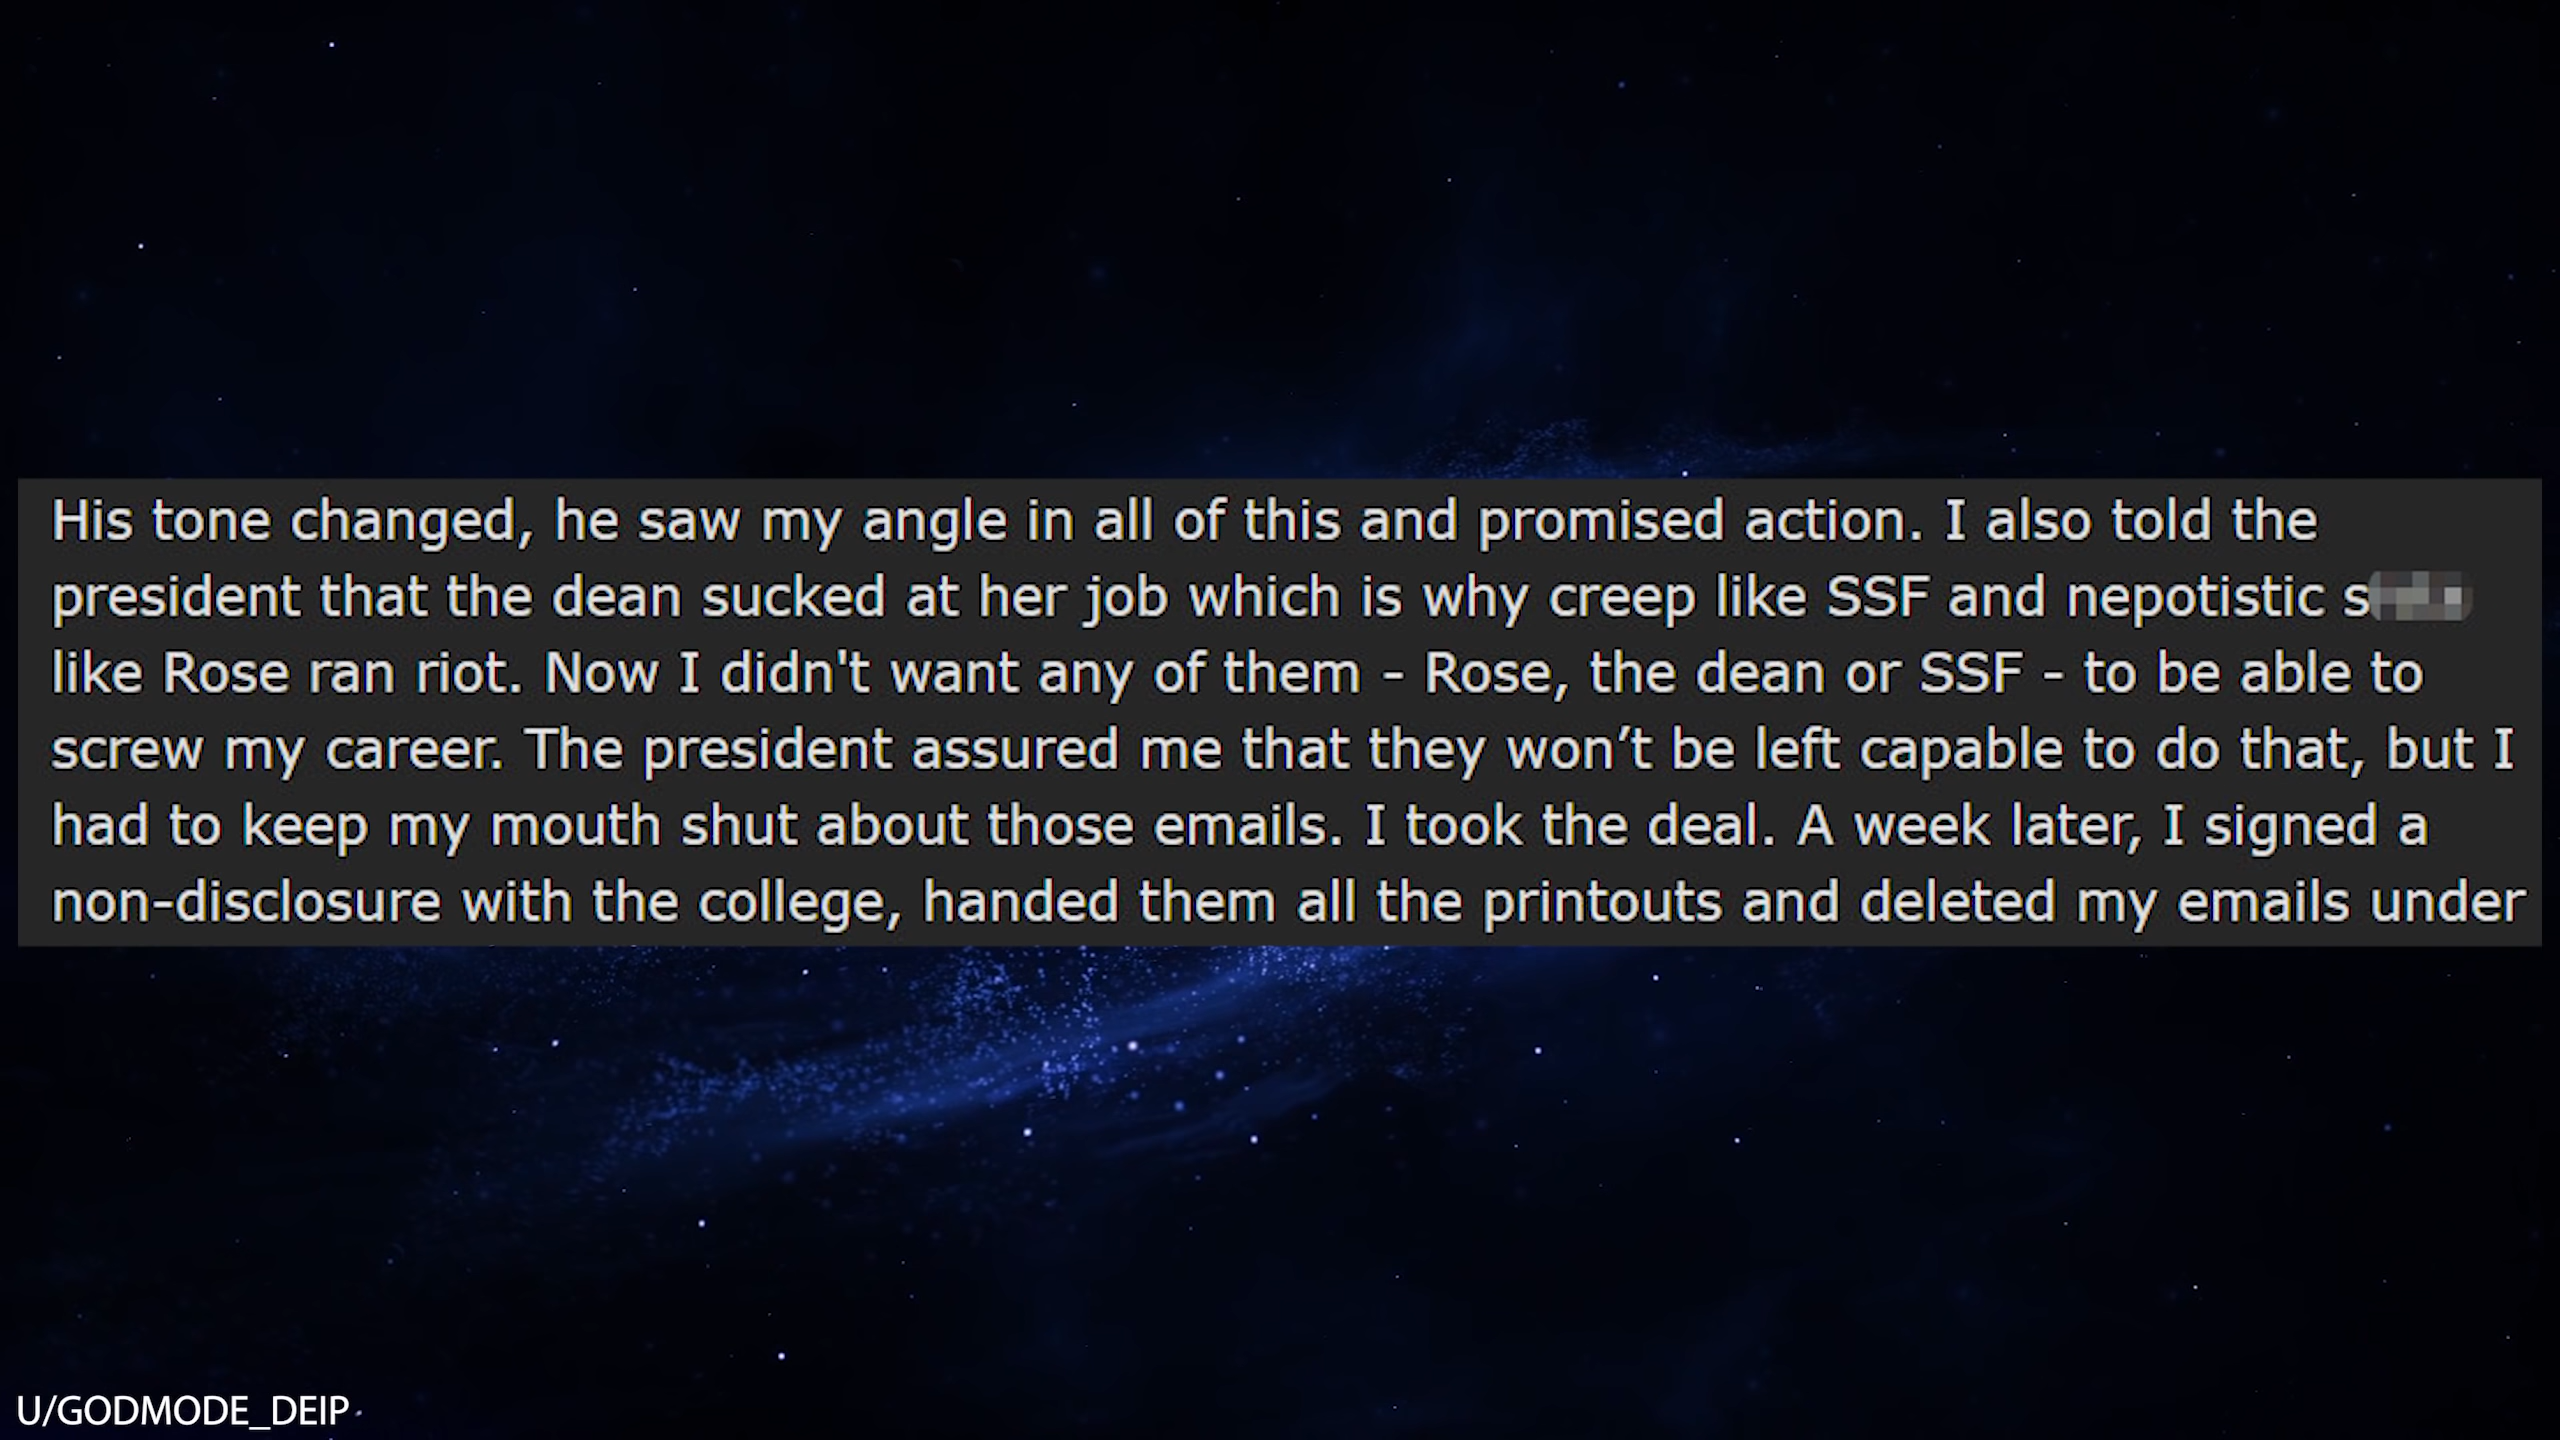 His tone changed, he saw my angle in all of this and promised action. I also told the
president that the dean sucked at her job which is why creep like SSF and nepotistic
like Rose ran riot. Now I didn't want any of them - Rose, the dean or SSF - to be able to
screw my career. The president assured me that they won’t be left capable to do that, but I
had to keep my mouth shut about those emails. I took the deal. A week later, I signed a
non-disclosure with the college, handed them all the printouts and deleted my emails under
U/GODMODE_DEIP